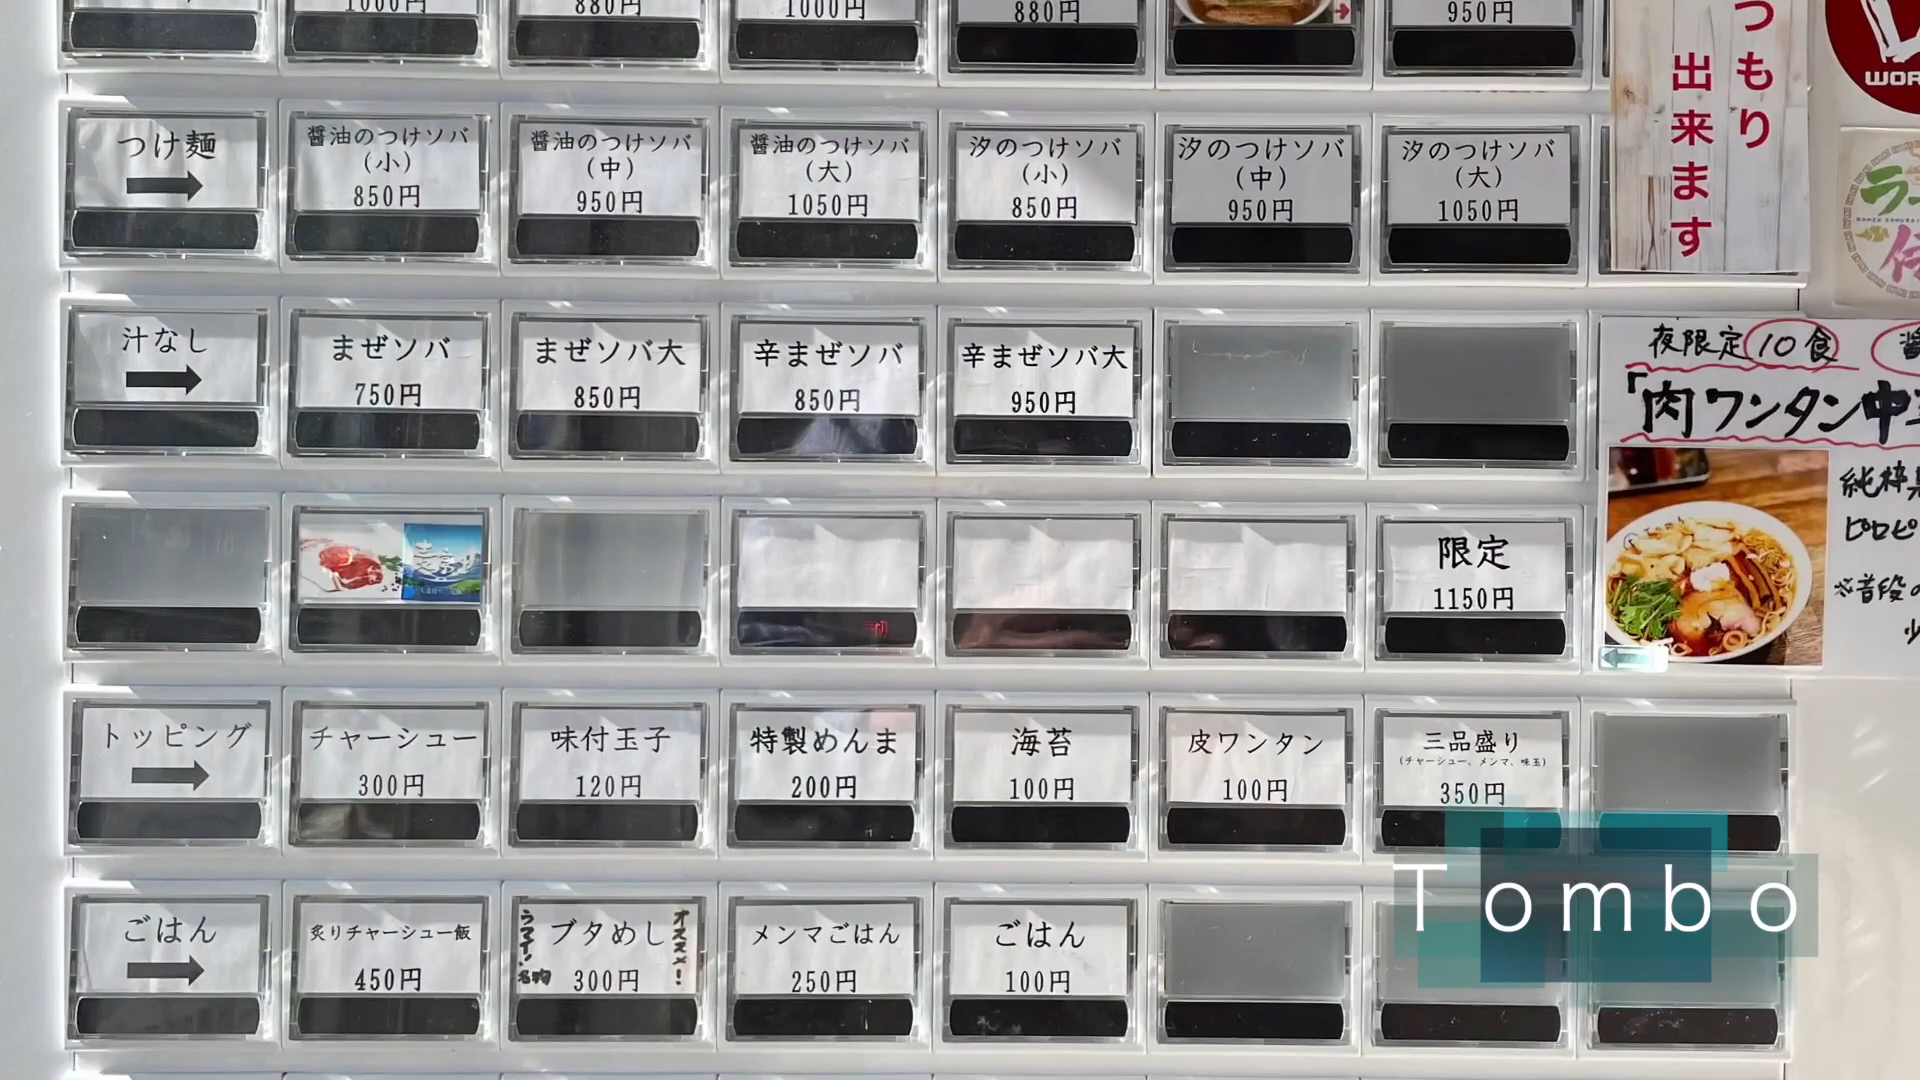 1000円
880円
1000円
880円
950円
つもり
出来ます
つけ麺
醤油のつけソバ
(小)
850円
醤油のつけソバ
(中)
950円
醤油のつけソバ
(大)
1050円
汐のつけソバ
(小)
850円
汐のつけソバ
(中)
950円
汐のつけソバ
(大)
1050円
汁なし
まぜソバ
750円
まぜソバ大
850円
辛まぜソバ
850円
辛まぜソバ大
950円
夜限定10食
「肉ワンタン中
ピロピ
※普段の
限定
1150円
トッピング
チャーシュー
300円
味付玉子
120円
特製めんま
200円
海苔
100円
皮ワンタン
100円
三品盛り
(チャーシュー、メンマ、味玉)
350円
ごはん
炙りチャーシュー飯
450円
ウマイ!名物
ブタめし
オススメ!
300円
メンマごはん
250円
ごはん
100円
Tombo